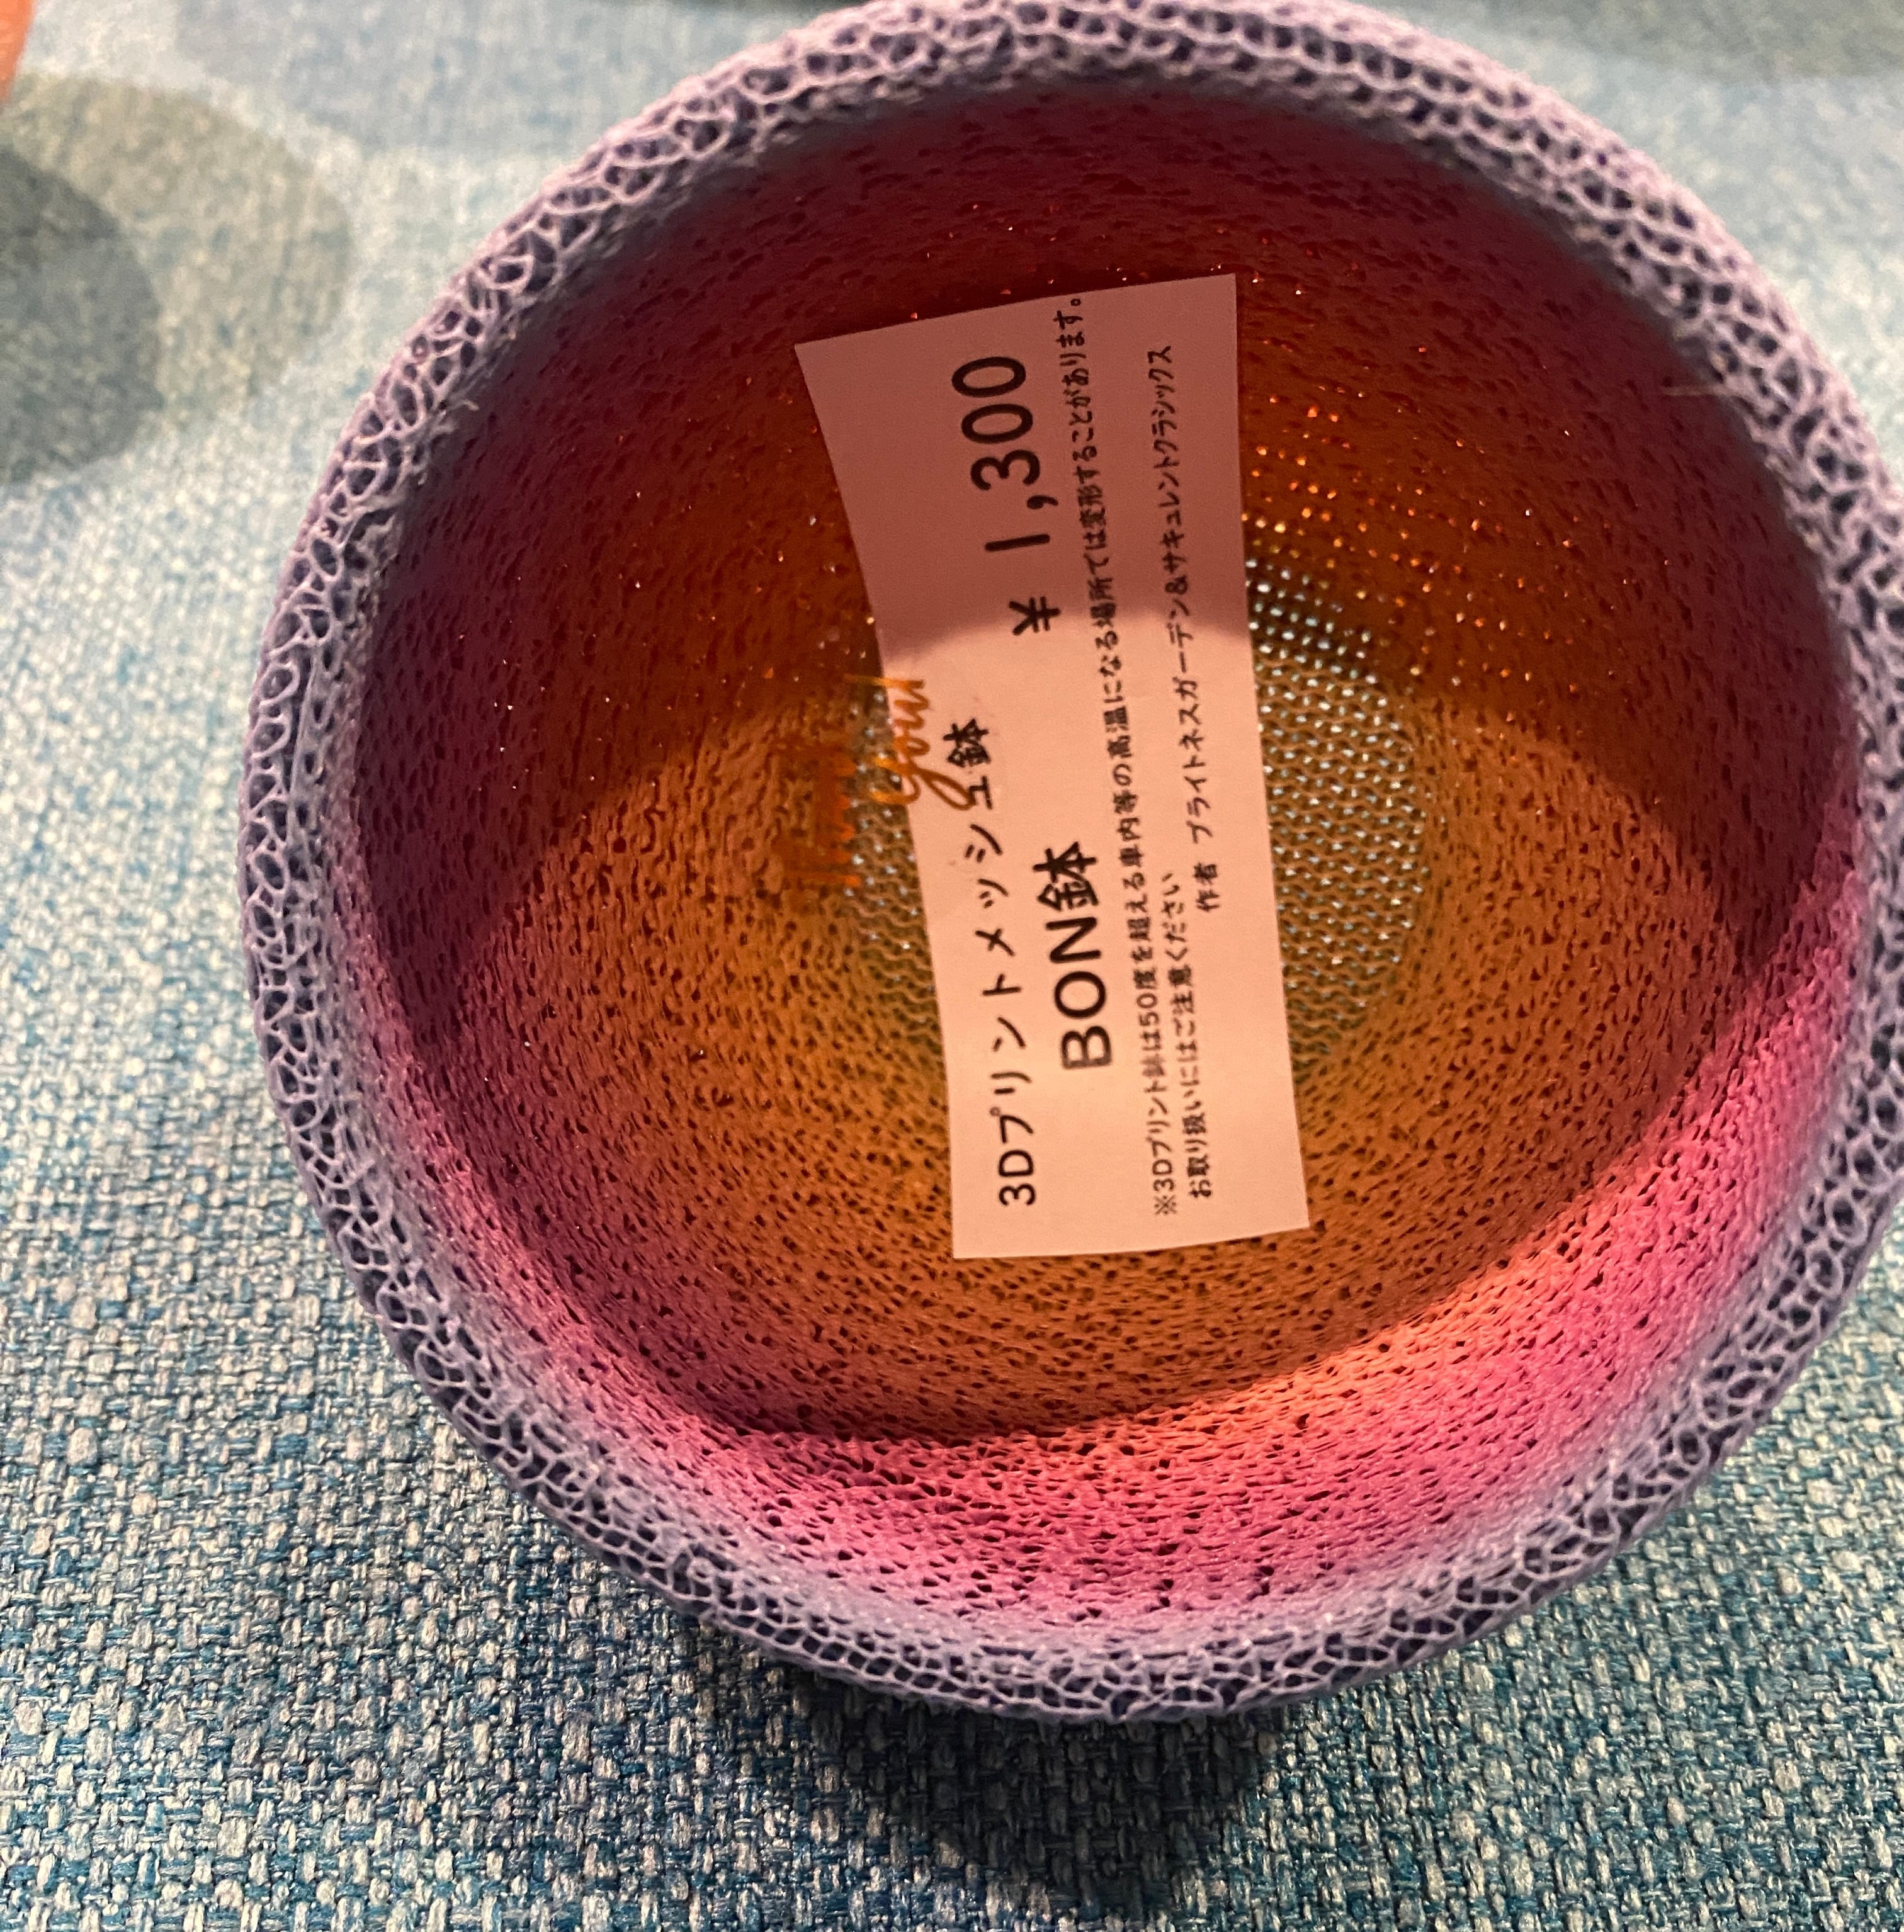 3Dプリントメッシュ鉢
BON鉢 ¥ 1,300
※3Dプリント鉢は50度を超える車内等の高温になる場所では変形することがあります。
お取り扱いにはご注意ください
作者 ブライトネスガーデン&サキュレントクラシックス
you